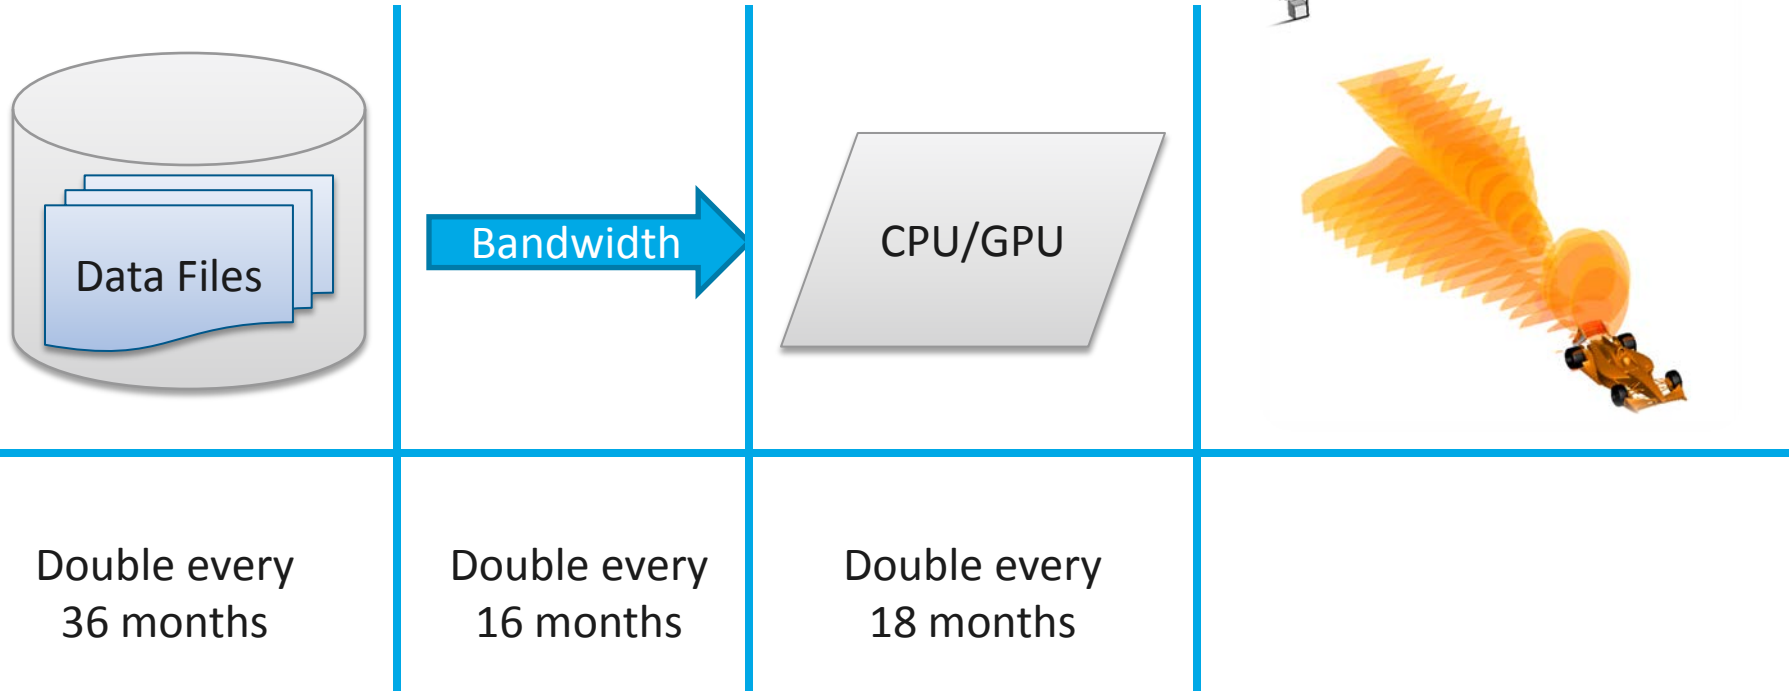 Data Files
Bandwidth
CPU/GPU
Double every
36 months
Double every
16 months
Double every
18 months